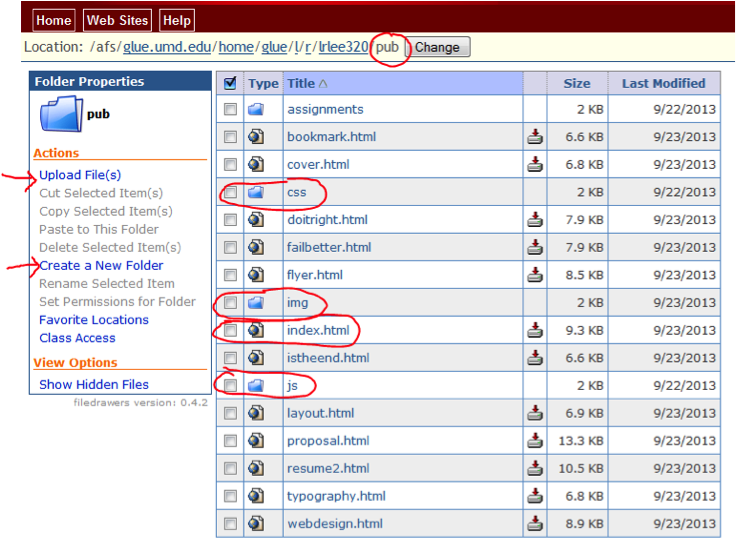 Home Web Sites Help
Location: /afs/glue.umd.edu/home/glue/l/r/lrlee320/pub Change
Folder Properties
pub
Actions
Upload File(s)
Cut Selected Item(s)
Copy Selected Item(s)
Paste to This Folder
Delete Selected Item(s)
Create a New Folder
Rename Selected Item
Set Permissions for Folder
Favorite Locations
Class Access
View Options
Show Hidden Files
filedrawers version: 0.4.2
Type Title Size Last Modified
assignments 2 KB 9/22/2013
bookmark.html 6.6 KB 9/23/2013
cover.html 6.8 KB 9/23/2013
css 2 KB 9/22/2013
doitright.html 7.9 KB 9/23/2013
failbetter.html 7.9 KB 9/23/2013
flyer.html 8.5 KB 9/23/2013
img 2 KB 9/23/2013
index.html 9.3 KB 9/23/2013
istheend.html 6.6 KB 9/23/2013
js 2 KB 9/22/2013
layout.html 6.9 KB 9/23/2013
proposal.html 13.3 KB 9/23/2013
resume2.html 10.5 KB 9/23/2013
typography.html 6.8 KB 9/23/2013
webdesign.html 8.9 KB 9/23/2013